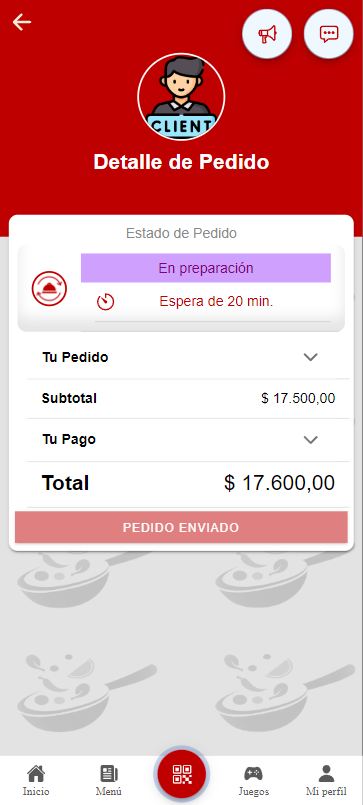 CLIENT
Detalle de Pedido
Estado de Pedido
En preparación
Espera de 20 min.
Tu Pedido
Subtotal $ 17.500,00
Tu Pago
Total $ 17.600,00
PEDIDO ENVIADO
Inicio Menú Juegos Mi perfil